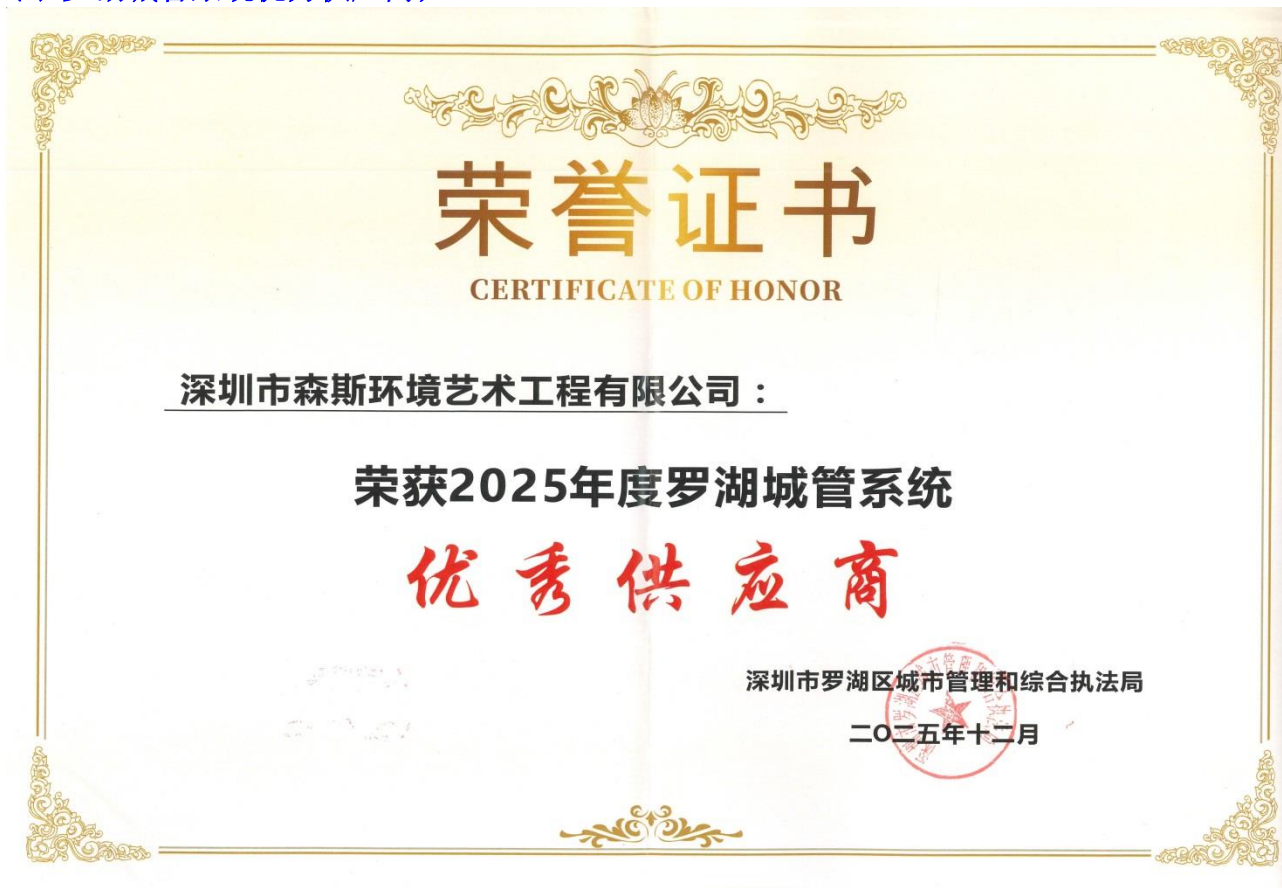 荣誉证书
CERTIFICATE OF HONOR
深圳市森斯环境艺术工程有限公司：
荣获2025年度罗湖城管系统
优秀供应商
深圳市罗湖区城市管理和综合执法局
二〇二五年十二月